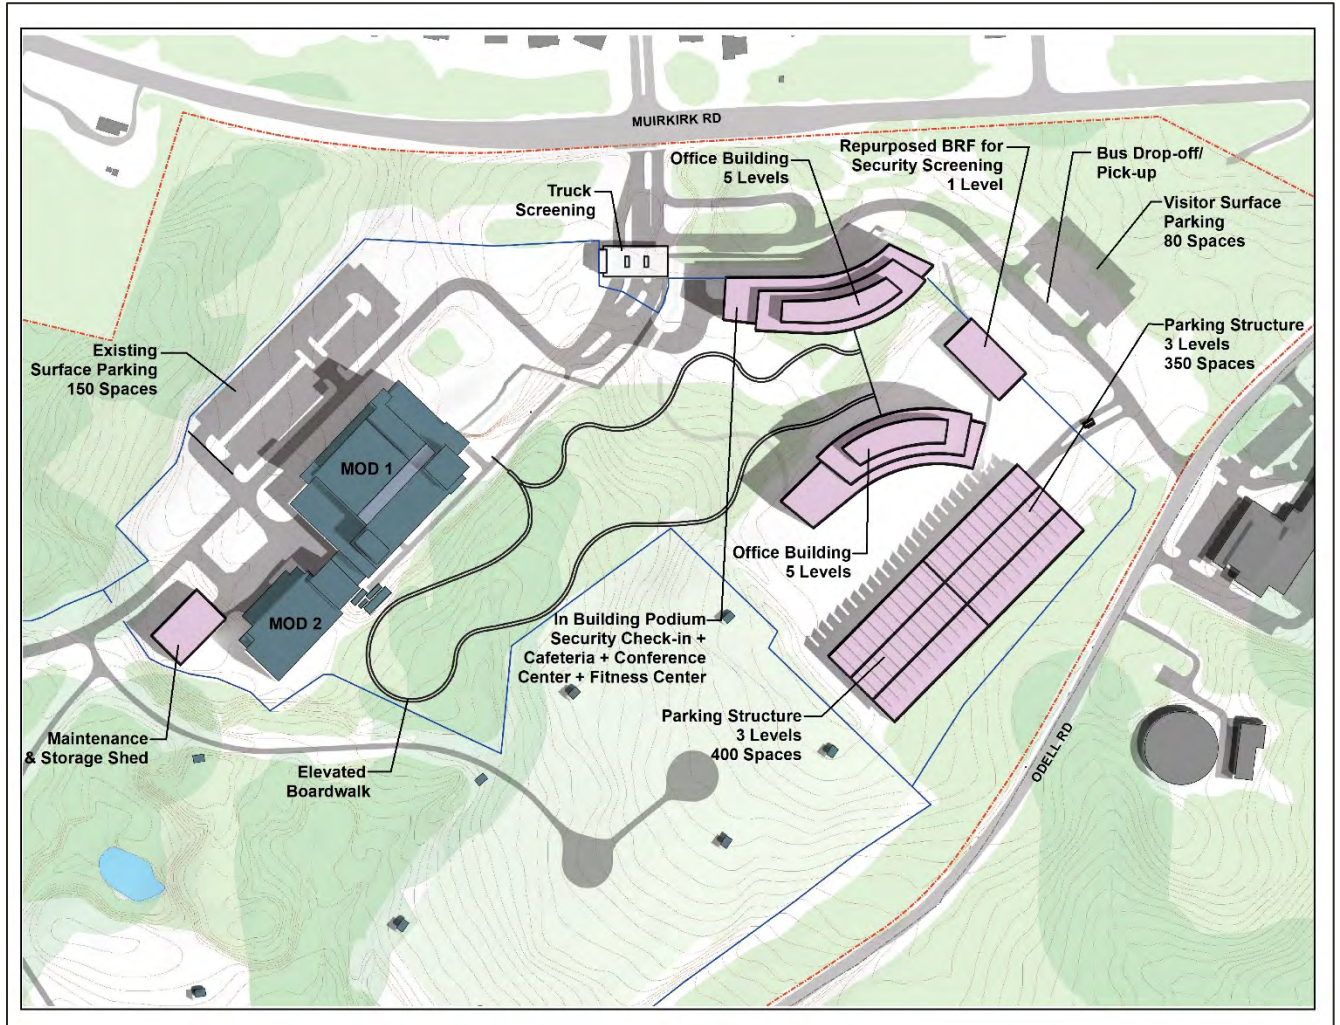 MUIRKIRK RD
Office Building
5 Levels
Repurposed BRF for
Security Screening
1 Level
Bus Drop-off/
Pick-up
Truck
Screening
Visitor Surface
Parking
80 Spaces
Parking Structure
3 Levels
350 Spaces
Existing
Surface Parking
150 Spaces
MOD 1
Office Building
5 Levels
MOD 2
In Building Podium
Security Check-in +
Cafeteria + Conference
Center + Fitness Center
Parking Structure
3 Levels
400 Spaces
Maintenance
& Storage Shed
Elevated
Boardwalk
ODELL RD